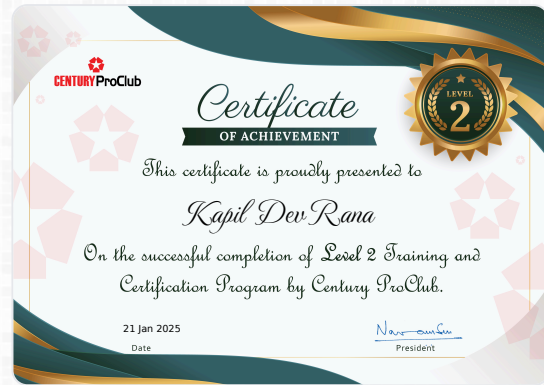 CENTURY ProClub
Certificate
OF ACHIEVEMENT
LEVEL
2
This certificate is proudly presented to
Kapil Dev Rana
On the successful completion of Level 2 Training and
Certification Program by Century ProClub.
21 Jan 2025
Date
President